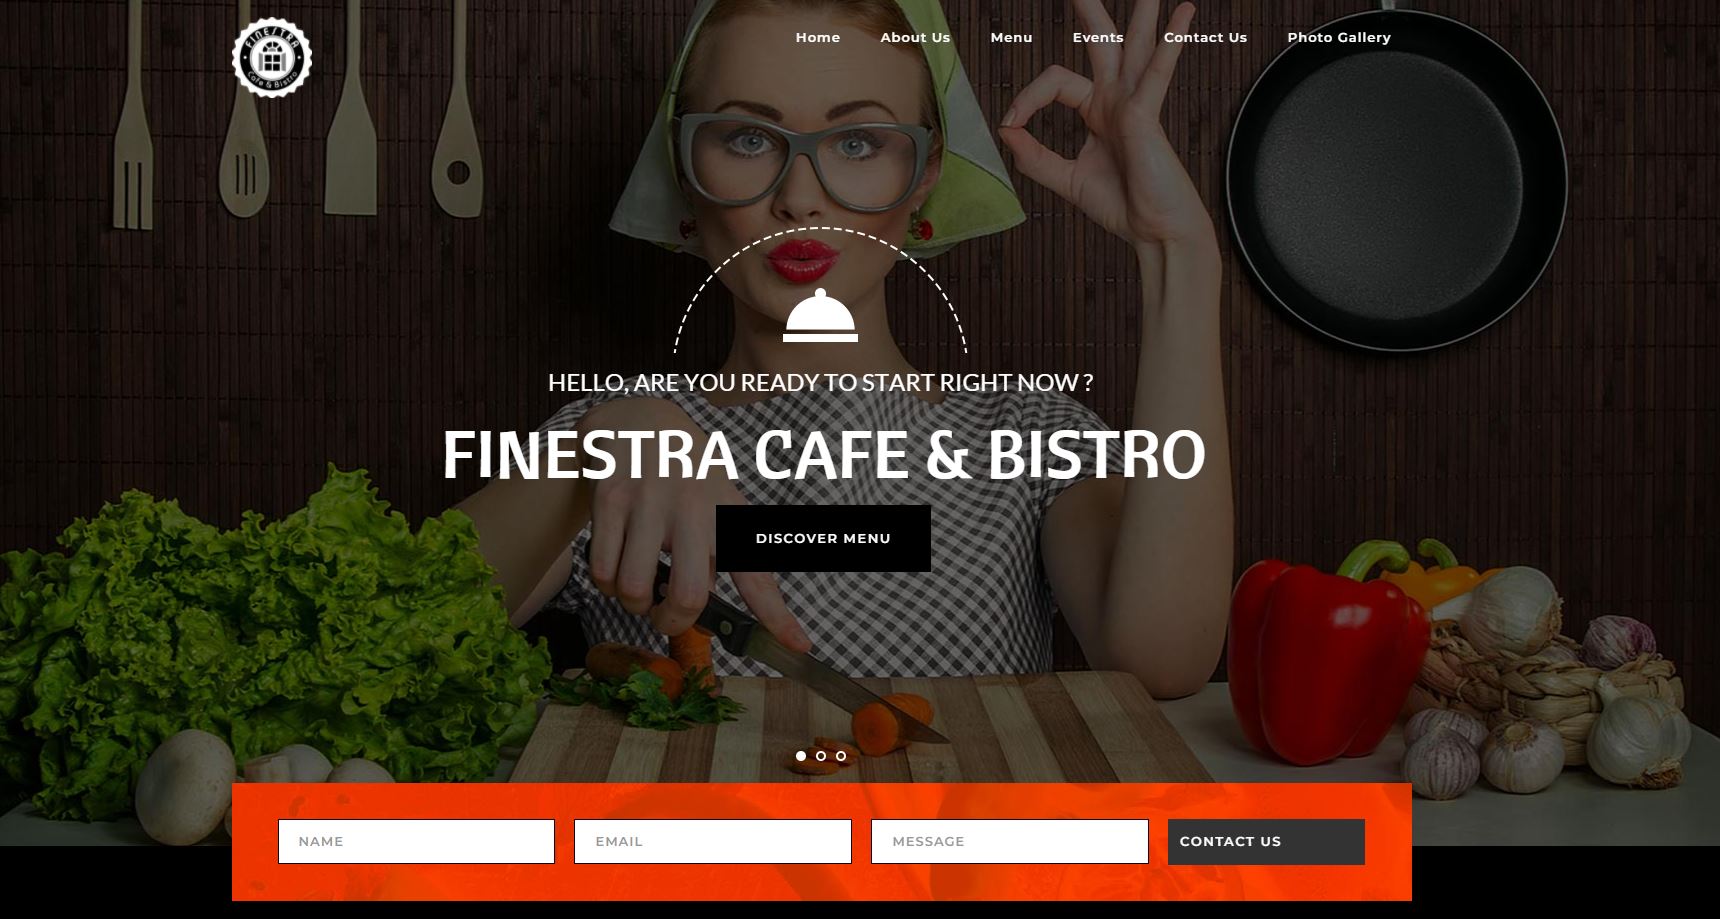 FINESTRA
Cafe & Bistro
Home About Us Menu Events Contact Us Photo Gallery
HELLO, ARE YOU READY TO START RIGHT NOW ?
FINESTRA CAFE & BISTRO
DISCOVER MENU
NAME EMAIL MESSAGE CONTACT US